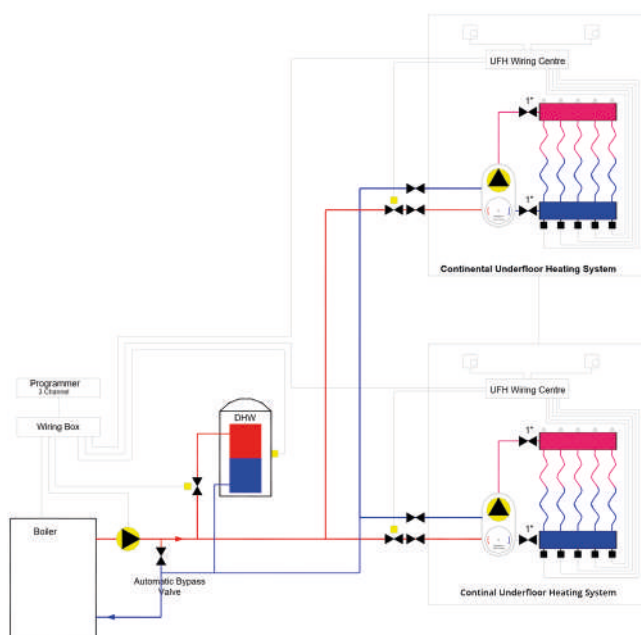 UFH Wiring Centre
1"
1"
Continental Underfloor Heating System
UFH Wiring Centre
1"
1"
Continal Underfloor Heating System
Programmer
3 Channel
Wiring Box
DHW
Boiler
Automatic Bypass
Valve